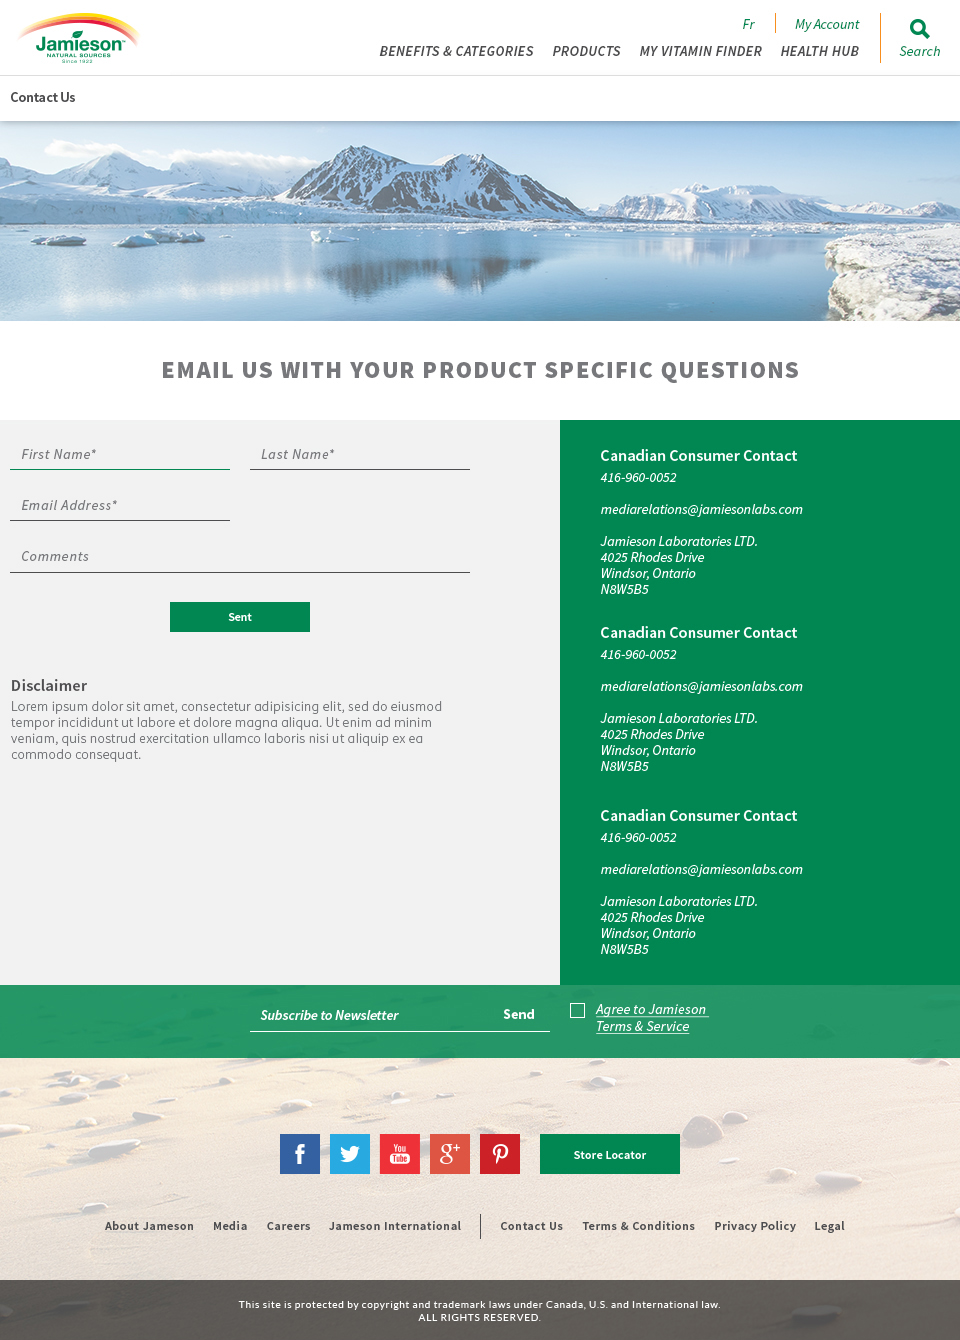 Jamieson™
NATURAL SOURCES
Since 1922
Fr
My Account
BENEFITS & CATEGORIES
PRODUCTS
MY VITAMIN FINDER
HEALTH HUB
Search
Contact Us
EMAIL US WITH YOUR PRODUCT SPECIFIC QUESTIONS
First Name*
Last Name*
Email Address*
Comments
Sent
Disclaimer
Lorem ipsum dolor sit amet, consectetur adipisicing elit, sed do eiusmod
tempor incididunt ut labore et dolore magna aliqua. Ut enim ad minim
veniam, quis nostrud exercitation ullamco laboris nisi ut aliquip ex ea
commodo consequat.
Canadian Consumer Contact
416-960-0052
mediarelations@jamiesonlabs.com
Jamieson Laboratories LTD.
4025 Rhodes Drive
Windsor, Ontario
N8W5B5
Canadian Consumer Contact
416-960-0052
mediarelations@jamiesonlabs.com
Jamieson Laboratories LTD.
4025 Rhodes Drive
Windsor, Ontario
N8W5B5
Canadian Consumer Contact
416-960-0052
mediarelations@jamiesonlabs.com
Jamieson Laboratories LTD.
4025 Rhodes Drive
Windsor, Ontario
N8W5B5
Subscribe to Newsletter
Send
Agree to Jamieson
Terms & Service
f
You
Tube
g+
Store Locator
About Jameson
Media
Careers
Jameson International
Contact Us
Terms & Conditions
Privacy Policy
Legal
This site is protected by copyright and trademark laws under Canada, U.S. and International law.
ALL RIGHTS RESERVED.